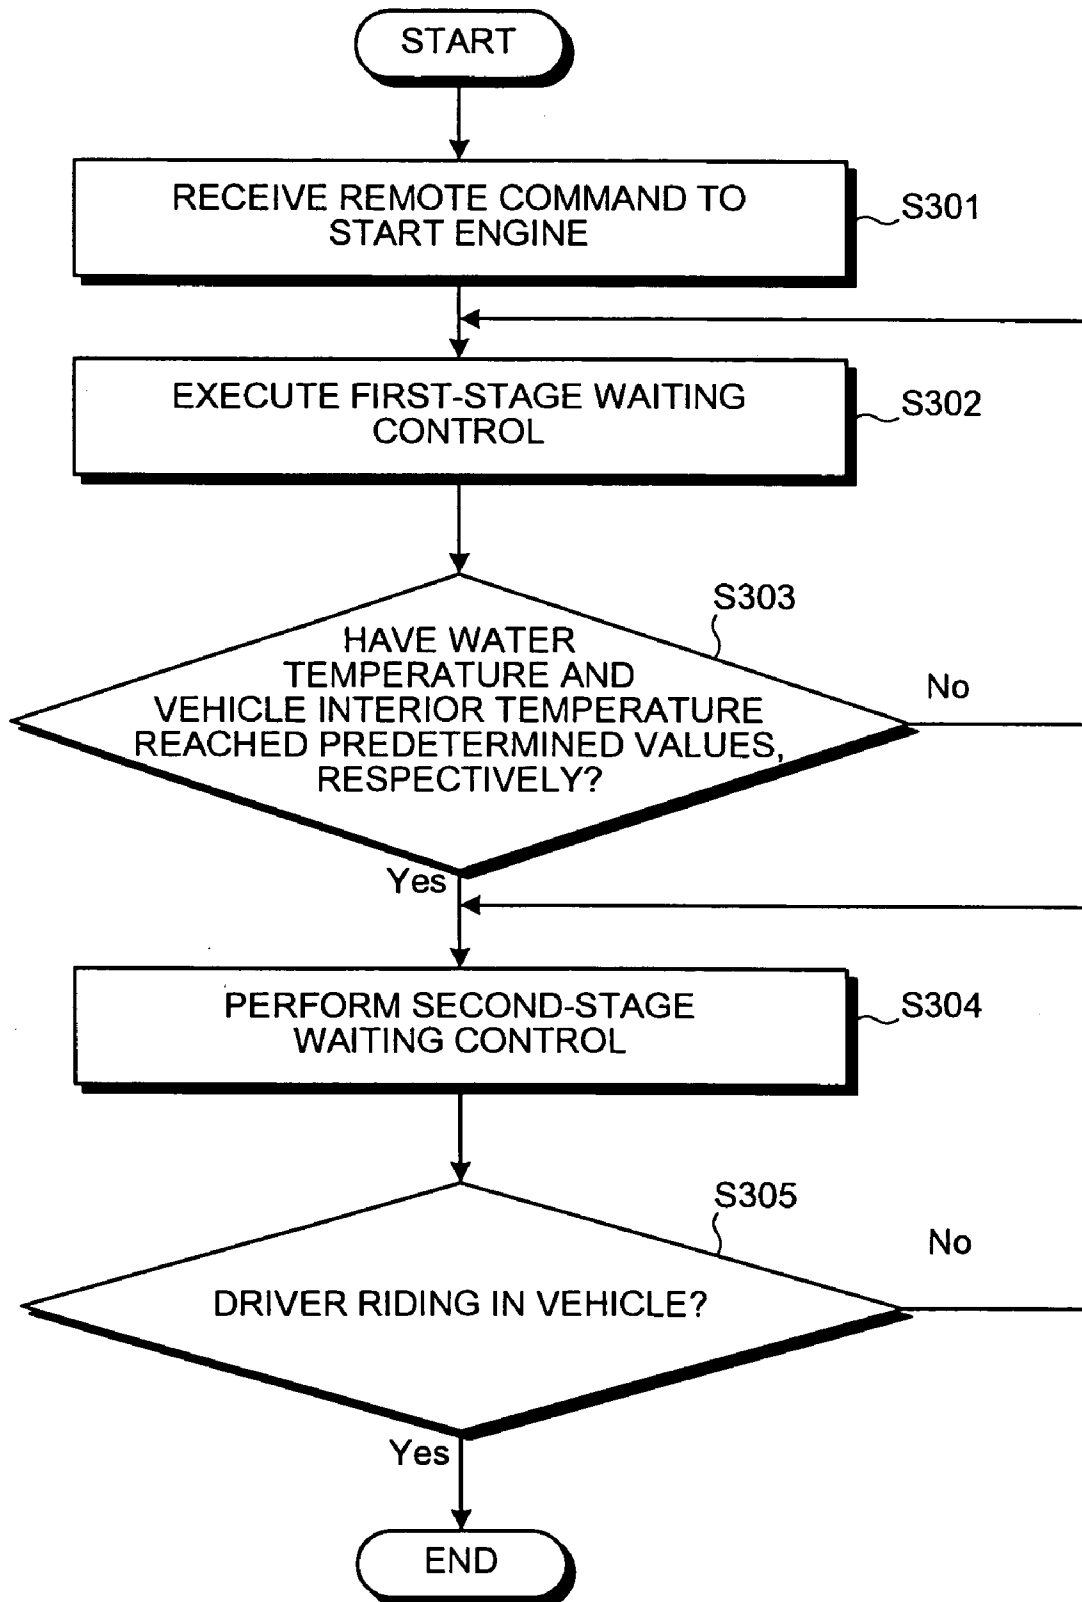 START
RECEIVE REMOTE COMMAND TO
START ENGINE
S301
EXECUTE FIRST-STAGE WAITING
CONTROL
S302
S303
HAVE WATER
TEMPERATURE AND
VEHICLE INTERIOR TEMPERATURE
REACHED PREDETERMINED VALUES,
RESPECTIVELY?
No
Yes
PERFORM SECOND-STAGE
WAITING CONTROL
S304
S305
DRIVER RIDING IN VEHICLE?
No
Yes
END